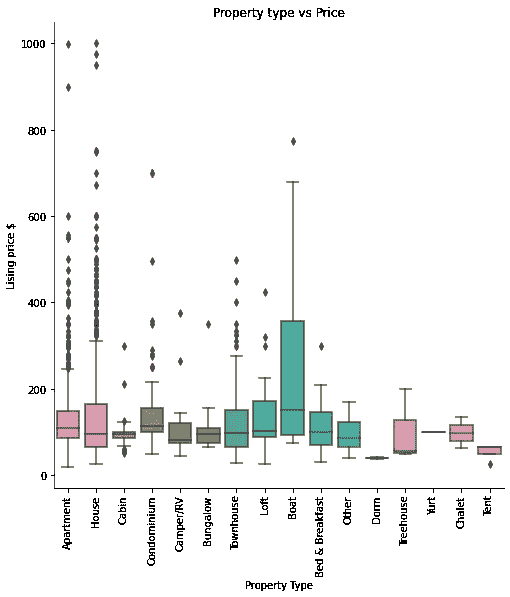 Property type vs Price
Lising price $
1000
800
600
400
200
0
Apartment
House
Cabin
Condominium
Camper/RV
Bungalow
Townhouse
Loft
Boat
Bed & Breakfast
Other
Dorm
Treehouse
Yurt
Chalet
Tent
Property Type